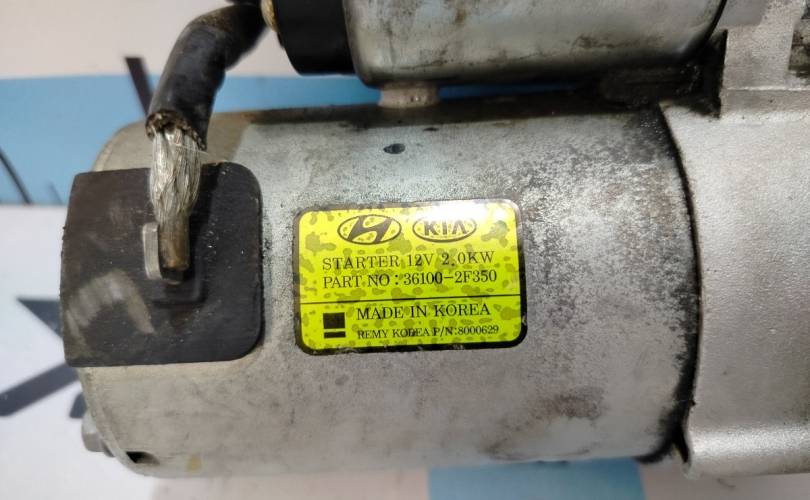 KIA
STARTER 12V 2.0KW
PART NO : 36100-2F350
MADE IN KOREA
REMY KOREA P/N:8000629